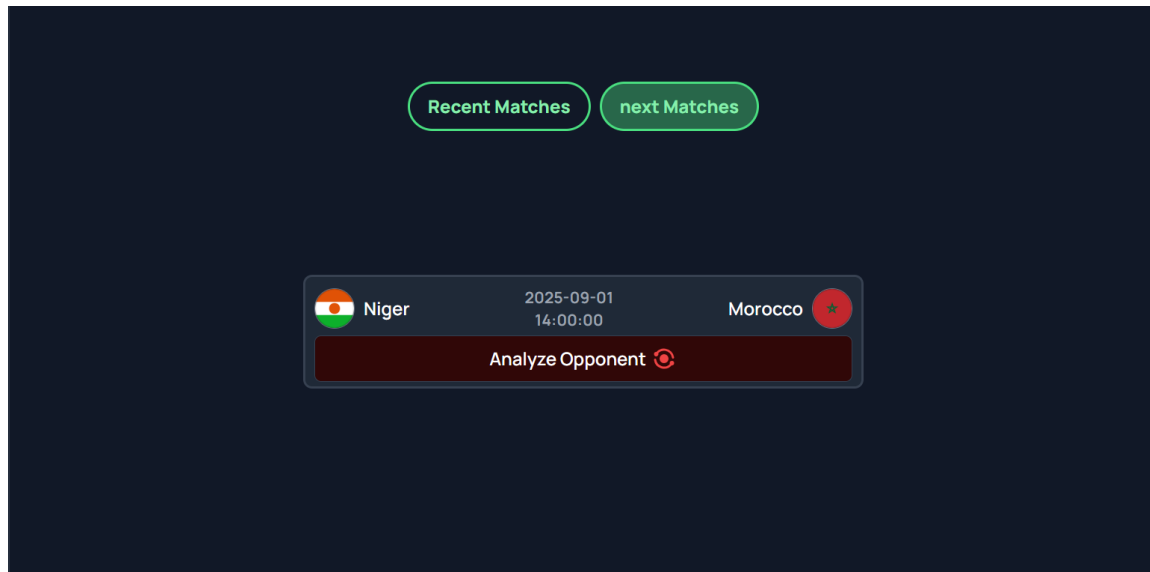 Recent Matches
next Matches
Niger
2025-09-01
14:00:00
Morocco
Analyze Opponent